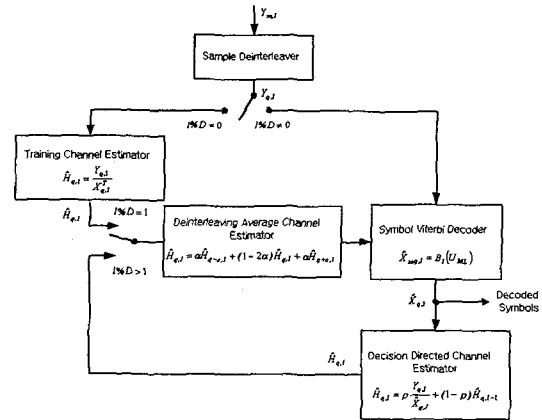 Y_{m,l}
Sample Deinterleaver
Y_{q,l}
l%D = 0
l%D ≠ 0
Training Channel Estimator
Ĥ_{q,l} = Y_{q,l} / X^T_{q,l}
Ĥ_{q,l}
l%D = 1
l%D > 1
Deinterleaving Average Channel
Estimator
Ĥ_{q,l} = αĤ_{q-s,l} + (1 - 2α)Ĥ_{q,l} + αĤ_{q+s,l}
Symbol Viterbi Decoder
= B_l(U_{ML})
X̂_{q,l}
Decoded
Symbols
Ĥ_{q,l}
Decision Directed Channel
Estimator
Ĥ_{q,l} = p · Y_{q,l} / X̂_{q,l} + (1 - p)Ĥ_{q,l-1}